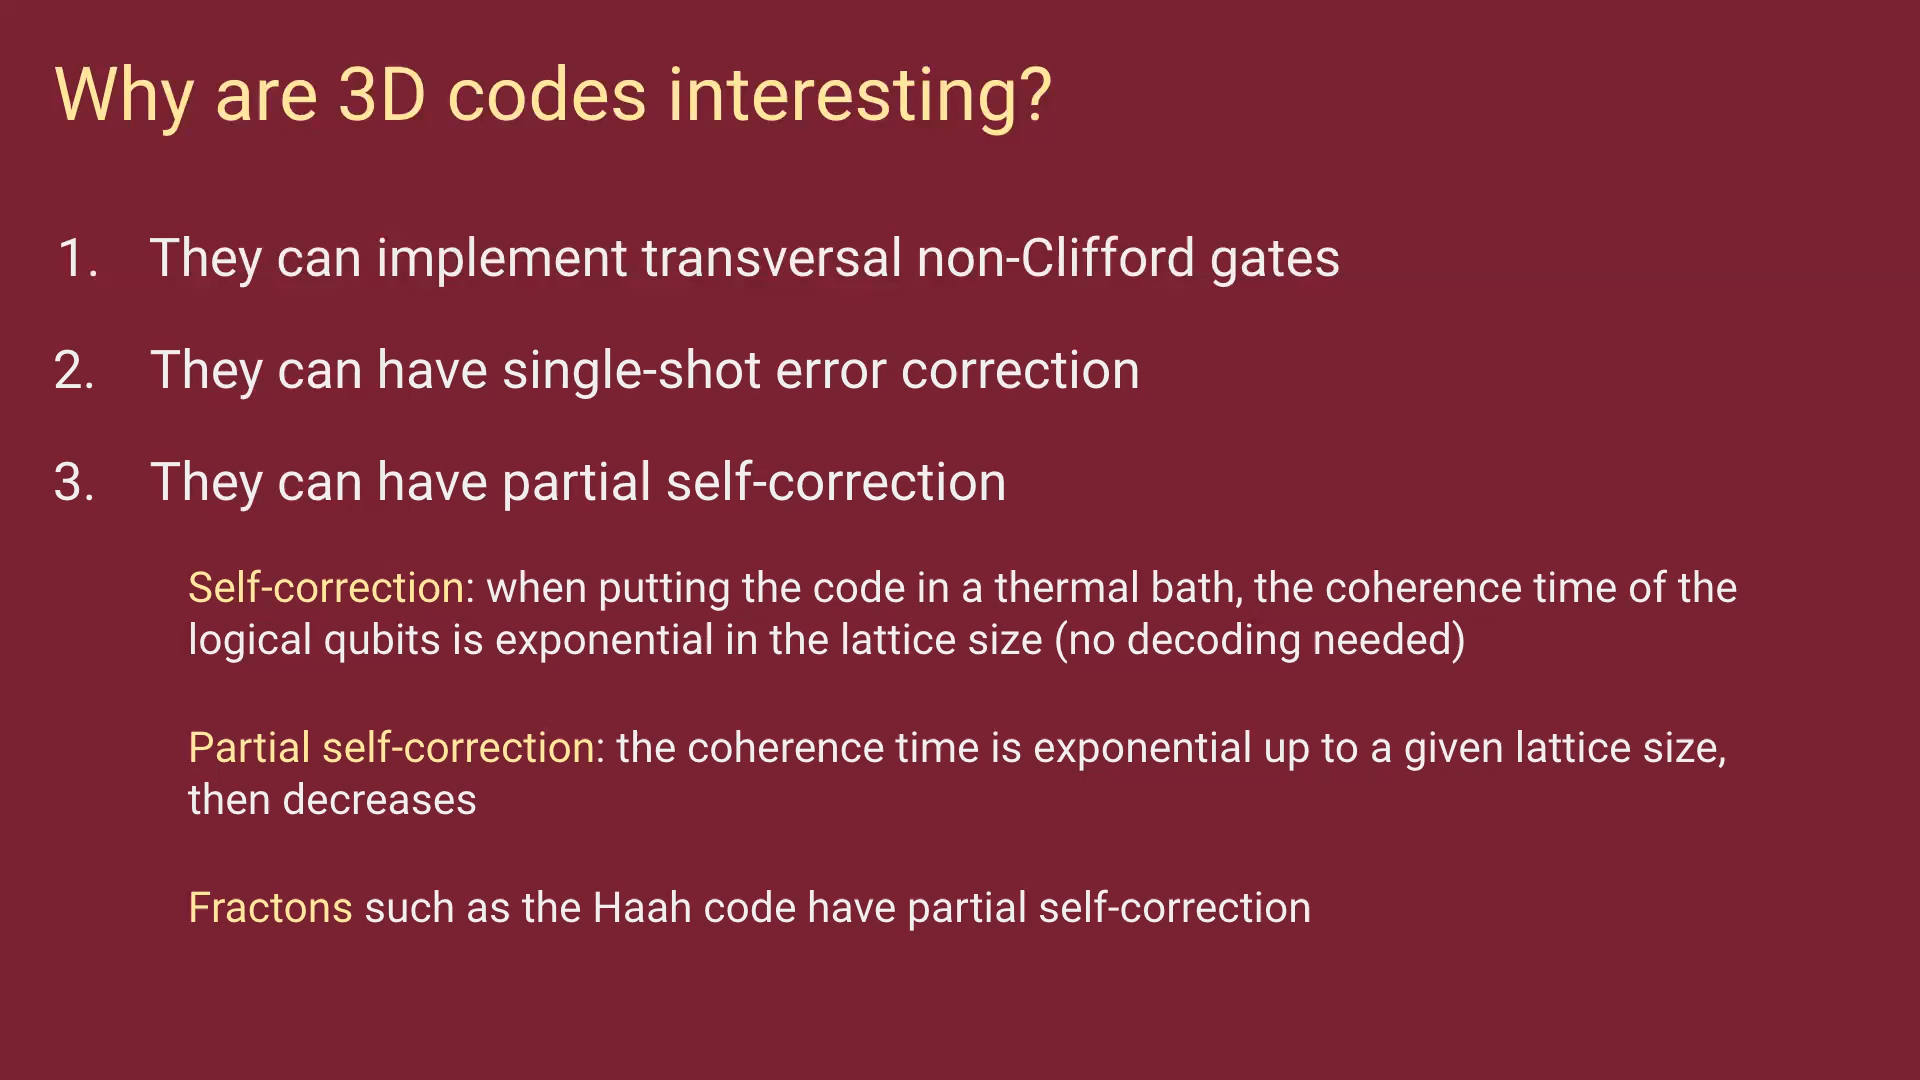 Why are 3D codes interesting?
1. They can implement transversal non-Clifford gates
2. They can have single-shot error correction
3. They can have partial self-correction
Self-correction: when putting the code in a thermal bath, the coherence time of the
logical qubits is exponential in the lattice size (no decoding needed)
Partial self-correction: the coherence time is exponential up to a given lattice size,
then decreases
Fractons such as the Haah code have partial self-correction